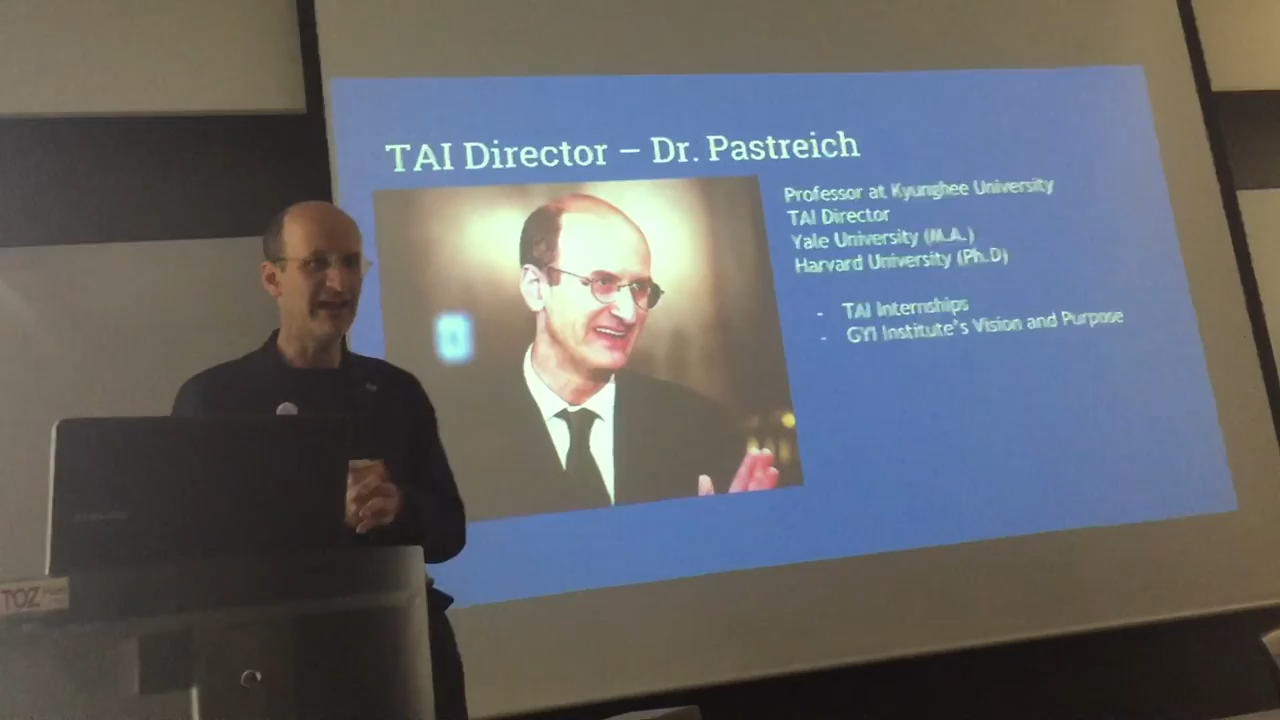 TAI Director – Dr. Pastreich
Professor at Kyunghee University
TAI Director
Yale University (M.A.)
Harvard University (Ph.D)
- TAI Internships
- GYI Institute's Vision and Purpose
TOZ